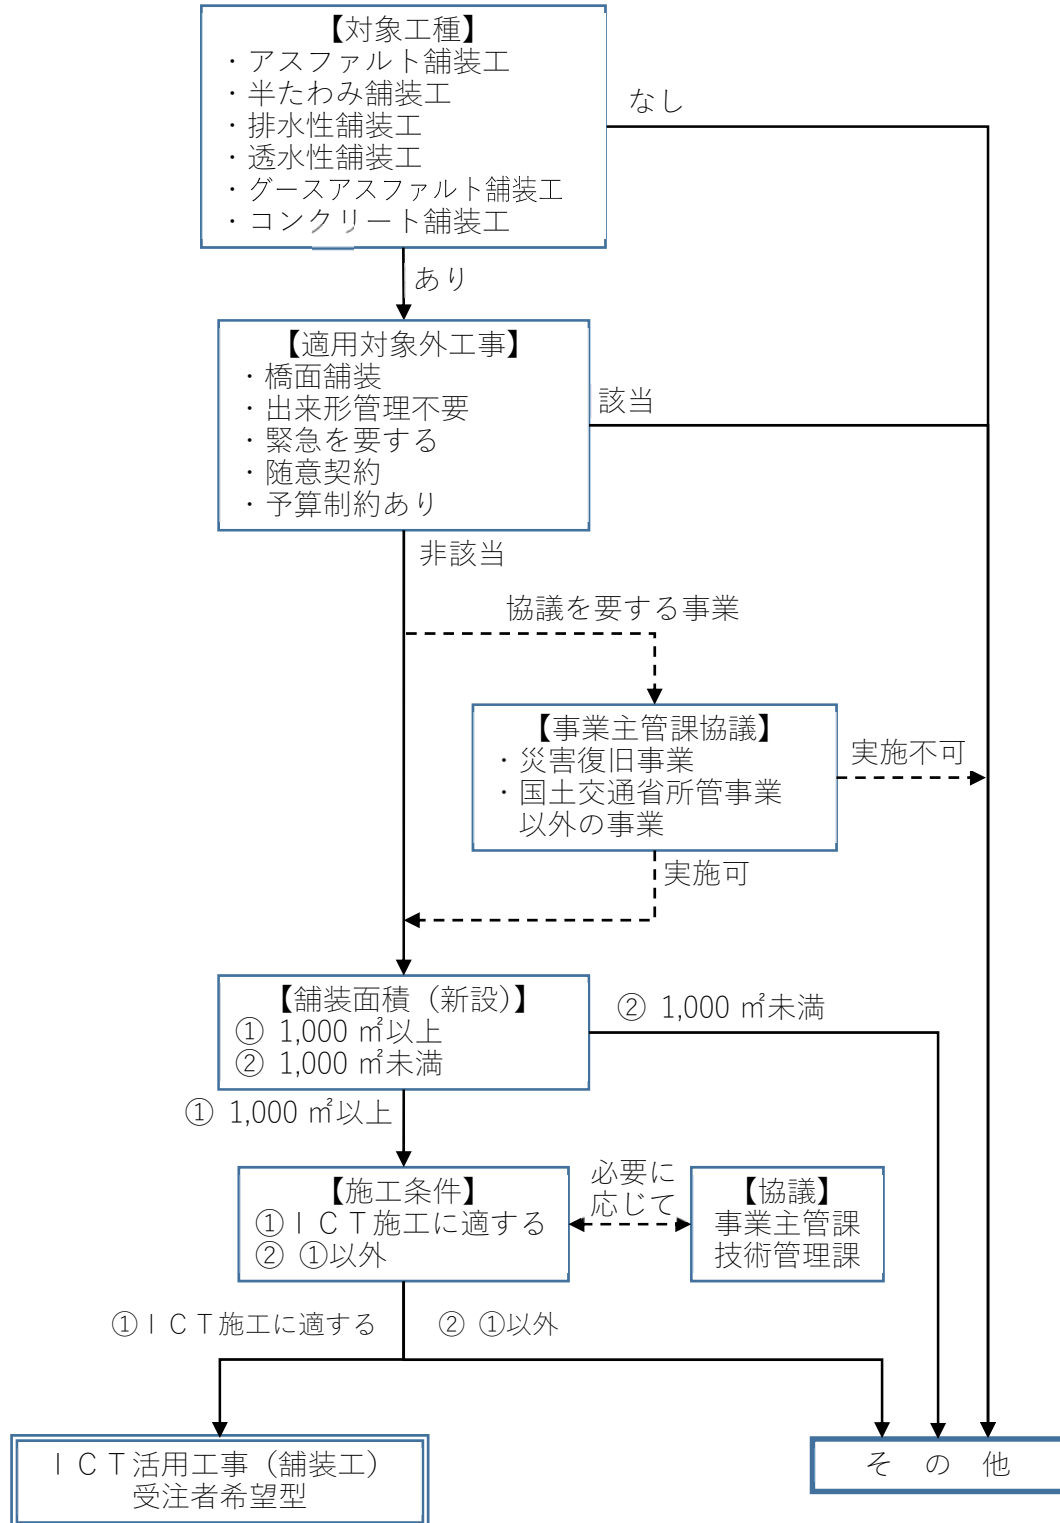 【対象工種】
・アスファルト舗装工
・半たわみ舗装工
・排水性舗装工
・透水性舗装工
・グースアスファルト舗装工
・コンクリート舗装工
なし
あり
【適用対象外工事】
・橋面舗装
・出来形管理不要
・緊急を要する
・随意契約
・予算制約あり
該当
非該当
協議を要する事業
【事業主管課協議】
・災害復旧事業
・国土交通省所管事業
以外の事業
実施不可
実施可
【舗装面積（新設）】
① 1,000 ㎡以上
② 1,000 ㎡未満
② 1,000 ㎡未満
① 1,000 ㎡以上
【施工条件】
①ＩＣＴ施工に適する
② ①以外
必要に
応じて
【協議】
事業主管課
技術管理課
①ＩＣＴ施工に適する
② ①以外
ＩＣＴ活用工事（舗装工）
受注者希望型
そ の 他